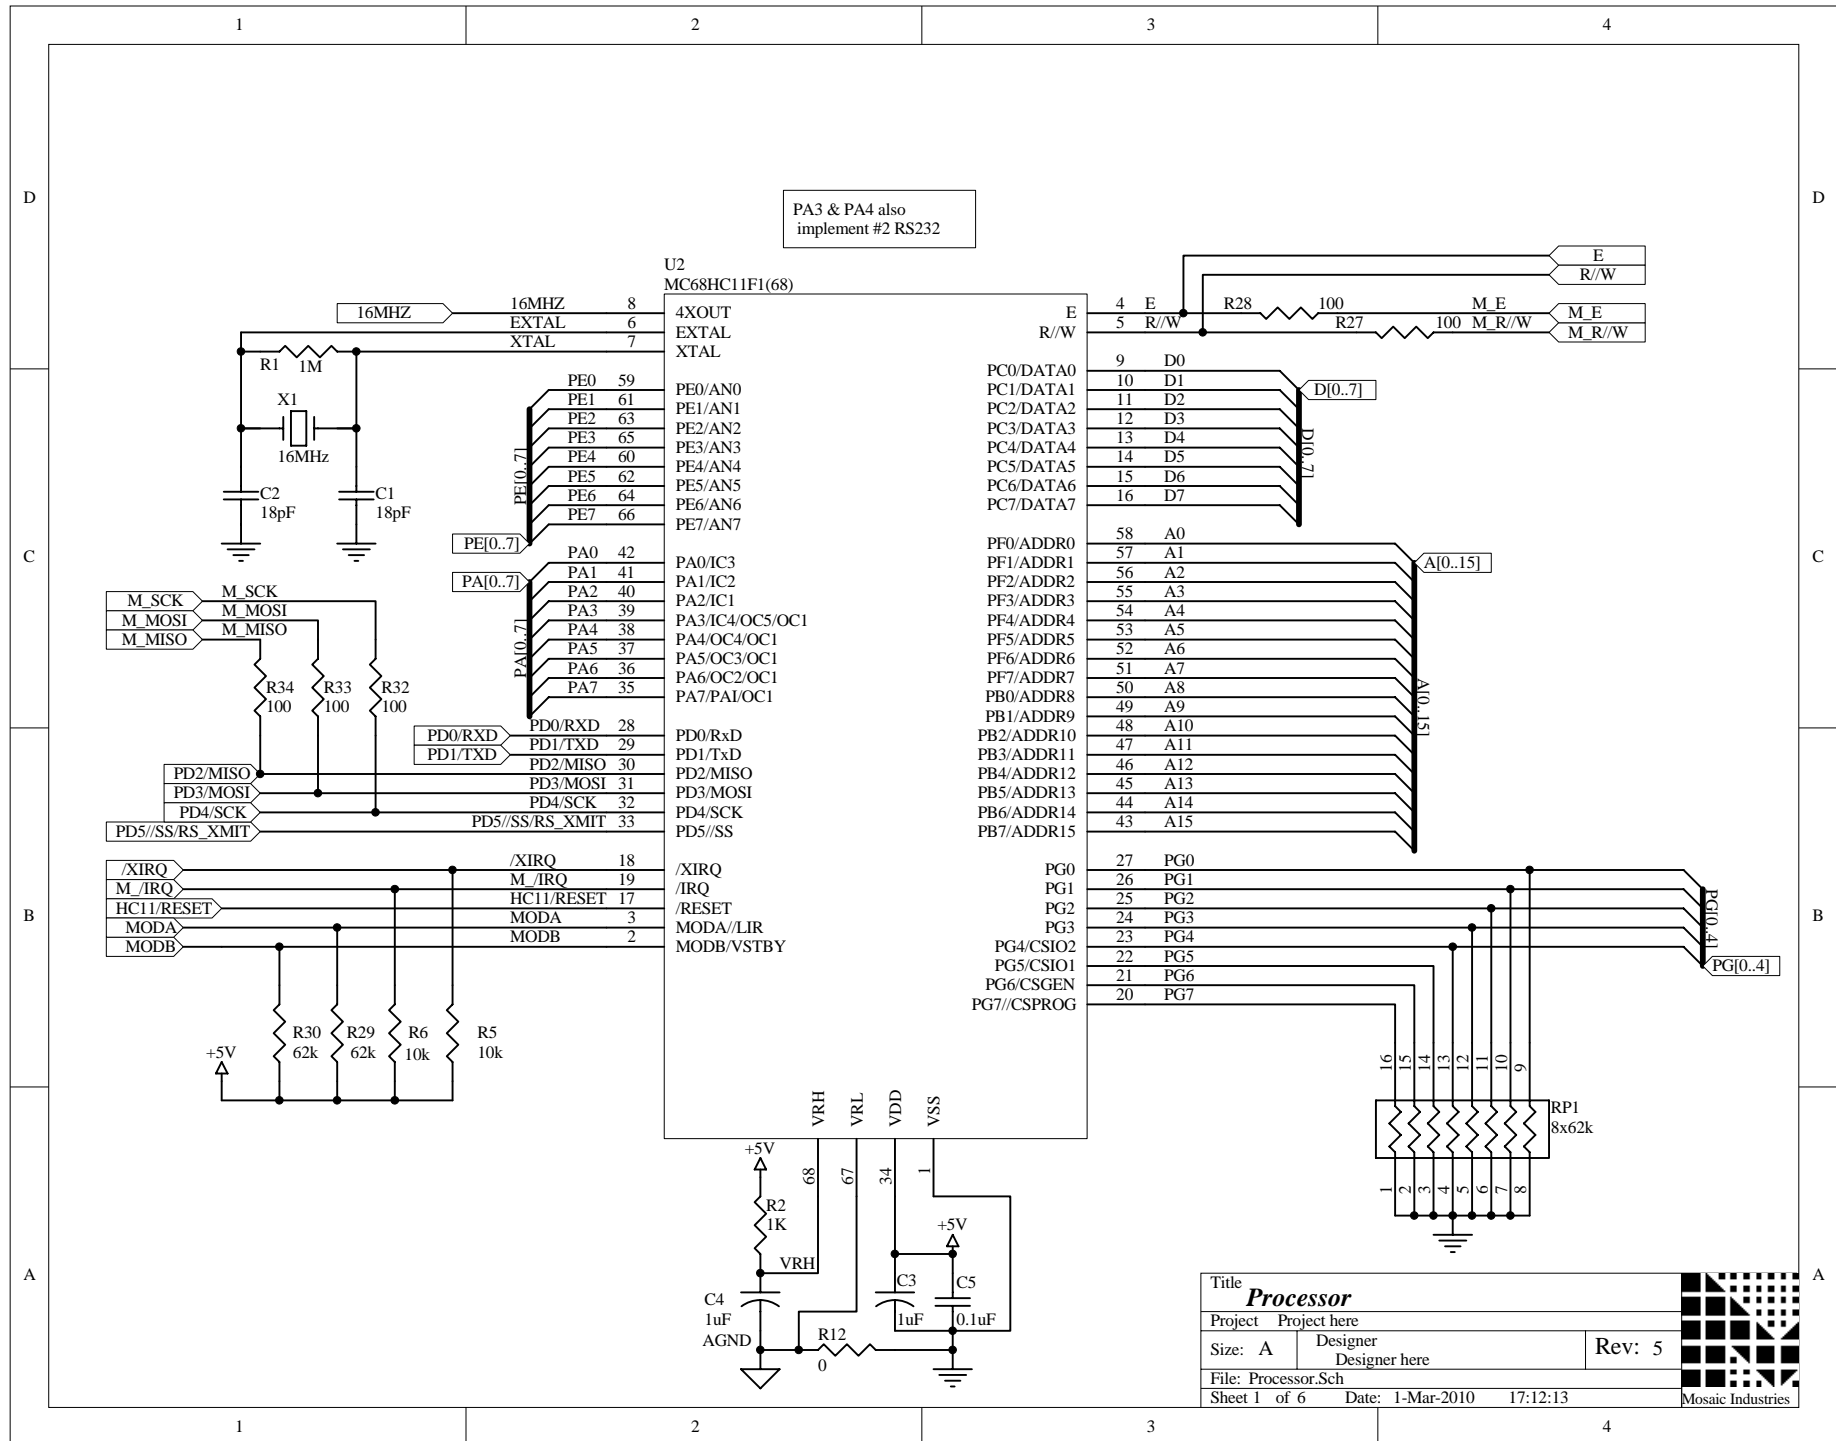 1 2 3 4
D D
PA3 & PA4 also
implement #2 RS232
U2
MC68HC11F1(68)
16MHZ 16MHZ 8 4XOUT
EXTAL 6 EXTAL
XTAL 7 XTAL
R1 1M
X1
16MHz
C2
18pF
C1
18pF
PE0 59 PE0/AN0
PE1 61 PE1/AN1
PE2 63 PE2/AN2
PE3 65 PE3/AN3
PE4 60 PE4/AN4
PE5 62 PE5/AN5
PE6 64 PE6/AN6
PE7 66 PE7/AN7
PE[0..7]
PE[0..7]
C C
PA0 42 PA0/IC3
PA1 41 PA1/IC2
PA2 40 PA2/IC1
PA3 39 PA3/IC4/OC5/OC1
PA4 38 PA4/OC4/OC1
PA5 37 PA5/OC3/OC1
PA6 36 PA6/OC2/OC1
PA7 35 PA7/PAI/OC1
PA[0..7]
PA[0..7]
M_SCK M_SCK
M_MOSI M_MOSI
M_MISO M_MISO
R34
100
R33
100
R32
100
PD0/RXD PD0/RXD 28 PD0/RxD
PD1/TXD PD1/TXD 29 PD1/TxD
PD2/MISO PD2/MISO 30 PD2/MISO
PD3/MOSI PD3/MOSI 31 PD3/MOSI
PD4/SCK PD4/SCK 32 PD4/SCK
PD5//SS/RS_XMIT PD5//SS/RS_XMIT 33 PD5//SS
/XIRQ /XIRQ 18 /XIRQ
M_/IRQ M_/IRQ 19 /IRQ
HC11/RESET HC11/RESET 17 /RESET
MODA MODA 3 MODA//LIR
MODB MODB 2 MODB/VSTBY
B B
R30
62k
R29
62k
R6
10k
R5
10k
+5V
E
R//W
E 4 E R28 100 M_E M_E
R//W 5 R//W R27 100 M_R//W M_R//W
PC0/DATA0 9 D0
PC1/DATA1 10 D1
PC2/DATA2 11 D2
PC3/DATA3 12 D3
PC4/DATA4 13 D4
PC5/DATA5 14 D5
PC6/DATA6 15 D6
PC7/DATA7 16 D7
D[0..7]
D[0..7]
PF0/ADDR0 58 A0
PF1/ADDR1 57 A1
PF2/ADDR2 56 A2
PF3/ADDR3 55 A3
PF4/ADDR4 54 A4
PF5/ADDR5 53 A5
PF6/ADDR6 52 A6
PF7/ADDR7 51 A7
PB0/ADDR8 50 A8
PB1/ADDR9 49 A9
PB2/ADDR10 48 A10
PB3/ADDR11 47 A11
PB4/ADDR12 46 A12
PB5/ADDR13 45 A13
PB6/ADDR14 44 A14
PB7/ADDR15 43 A15
A[0..15]
A[0..15]
PG0 27 PG0
PG1 26 PG1
PG2 25 PG2
PG3 24 PG3
PG4/CSIO2 23 PG4
PG5/CSIO1 22 PG5
PG6/CSGEN 21 PG6
PG7//CSPROG 20 PG7
PG[0..4]
PG[0..4]
16 15 14 13 12 11 10 9
RP1
8x62k
1 2 3 4 5 6 7 8
VRH VRL VDD VSS
68 67 34 1
+5V
R2
1K
VRH
C4
1uF
AGND
R12
0
+5V
C3
1uF
C5
0.1uF
A A
Title
Processor
Project Project here
Size: A
Designer
Designer here
Rev: 5
File: Processor.Sch
Sheet 1 of 6 Date: 1-Mar-2010 17:12:13
Mosaic Industries
1 2 3 4